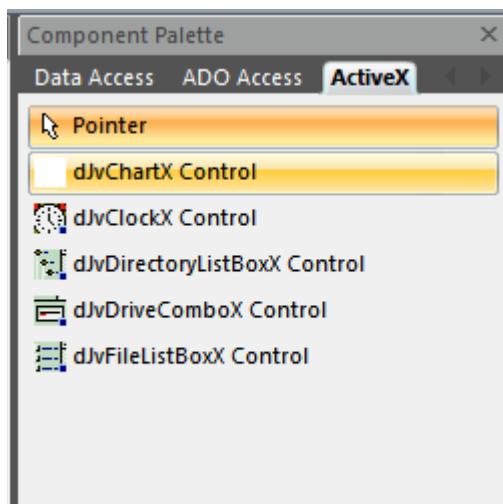 Component Palette
Data Access ADO Access ActiveX
Pointer
dJvChartX Control
dJvClockX Control
dJvDirectoryListBoxX Control
dJvDriveComboX Control
dJvFileListBoxX Control